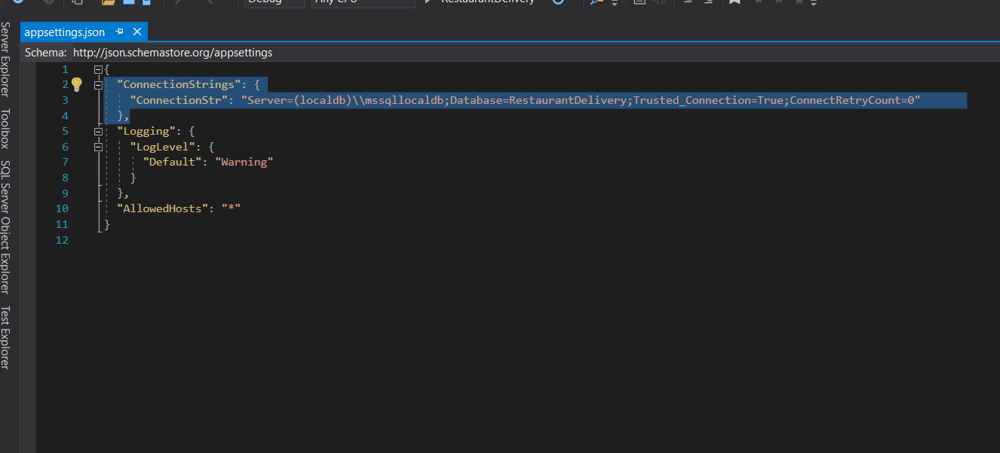 Debug Any CPU RestaurantDelivery
appsettings.json
Schema: http://json.schemastore.org/appsettings
Server Explorer
Toolbox
SQL Server Object Explorer
Test Explorer
1 {
2 "ConnectionStrings": {
3 "ConnectionStr": "Server=(localdb)\\mssqllocaldb;Database=RestaurantDelivery;Trusted_Connection=True;ConnectRetryCount=0"
4 },
5 "Logging": {
6 "LogLevel": {
7 "Default": "Warning"
8 }
9 },
10 "AllowedHosts": "*"
11 }
12